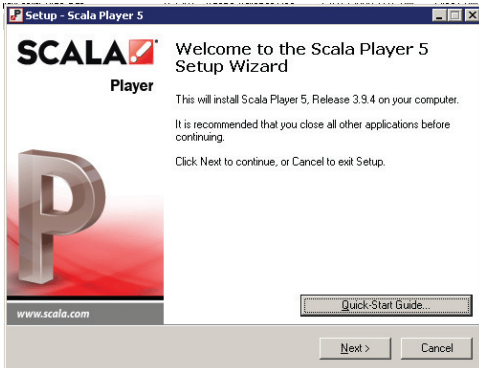 Setup - Scala Player 5
SCALA
Player
Welcome to the Scala Player 5
Setup Wizard
This will install Scala Player 5, Release 3.9.4 on your computer.
It is recommended that you close all other applications before
continuing.
Click Next to continue, or Cancel to exit Setup.
P
www.scala.com
Quick-Start Guide...
Next >
Cancel